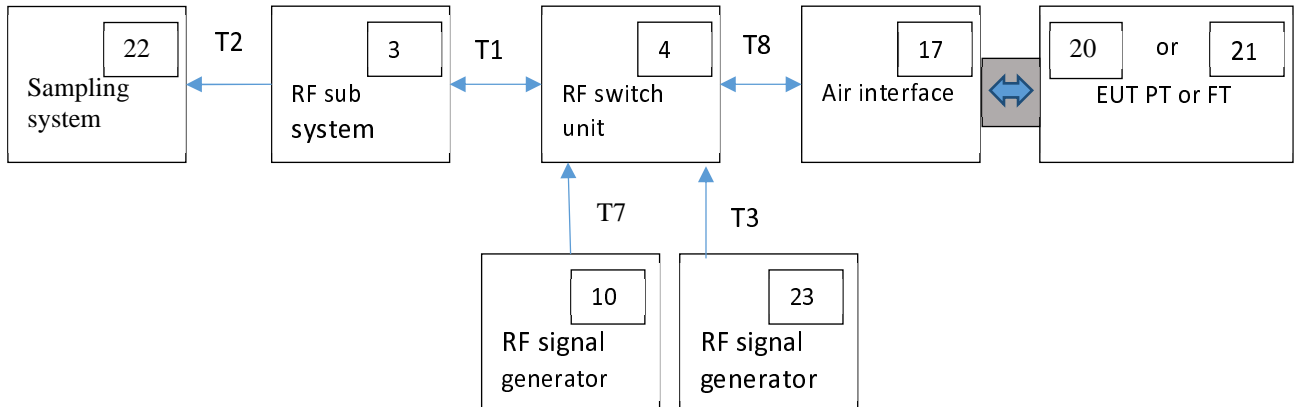 22
Sampling
system
T2
3
RF sub
system
T1
4
RF switch
unit
T8
17
Air interface
20 or 21
EUT PT or FT
T7
T3
10
RF signal
generator
23
RF signal
generator